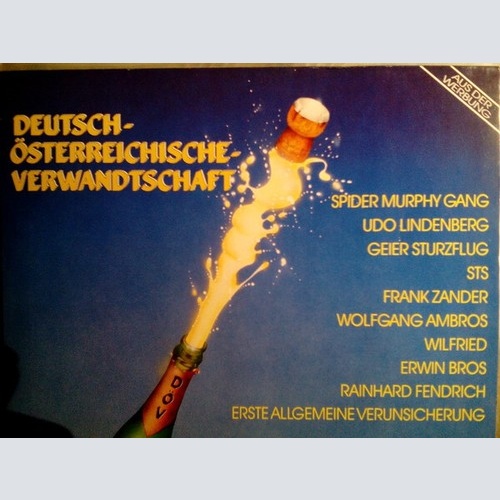 DEUTSCH-
ÖSTERREICHISCHE-
VERWANDTSCHAFT
AUS DER
WERBUNG
SPIDER MURPHY GANG
UDO LINDENBERG
GEIER STURZFLUG
STS
FRANK ZANDER
WOLFGANG AMBROS
WILFRIED
ERWIN BROS
RAINHARD FENDRICH
ERSTE ALLGEMEINE VERUNSICHERUNG
D.Ö.V